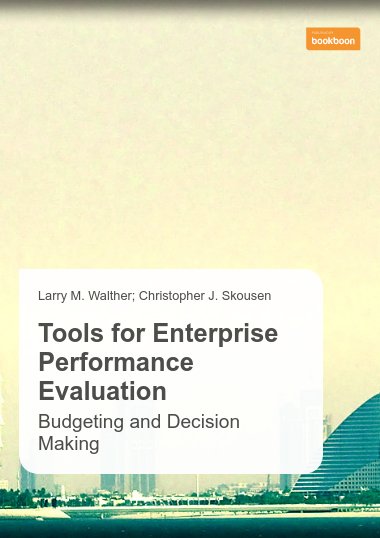 bookboon
Larry M. Walther; Christopher J. Skousen
Tools for Enterprise
Performance
Evaluation
Budgeting and Decision
Making